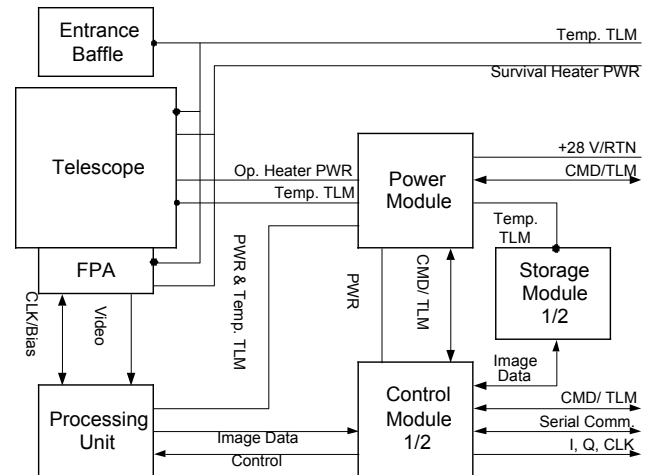 Entrance
Baffle
Temp. TLM
Survival Heater PWR
Telescope
Op. Heater PWR
Temp. TLM
Power
Module
+28 V/RTN
CMD/TLM
Temp.
TLM
FPA
Storage
Module
1/2
CLK/Bias
Video
PWR & Temp. TLM
PWR
CMD/ TLM
Image
Data
Processing
Unit
Image Data
Control
Control
Module
1/2
CMD/ TLM
Serial Comm.
I, Q, CLK